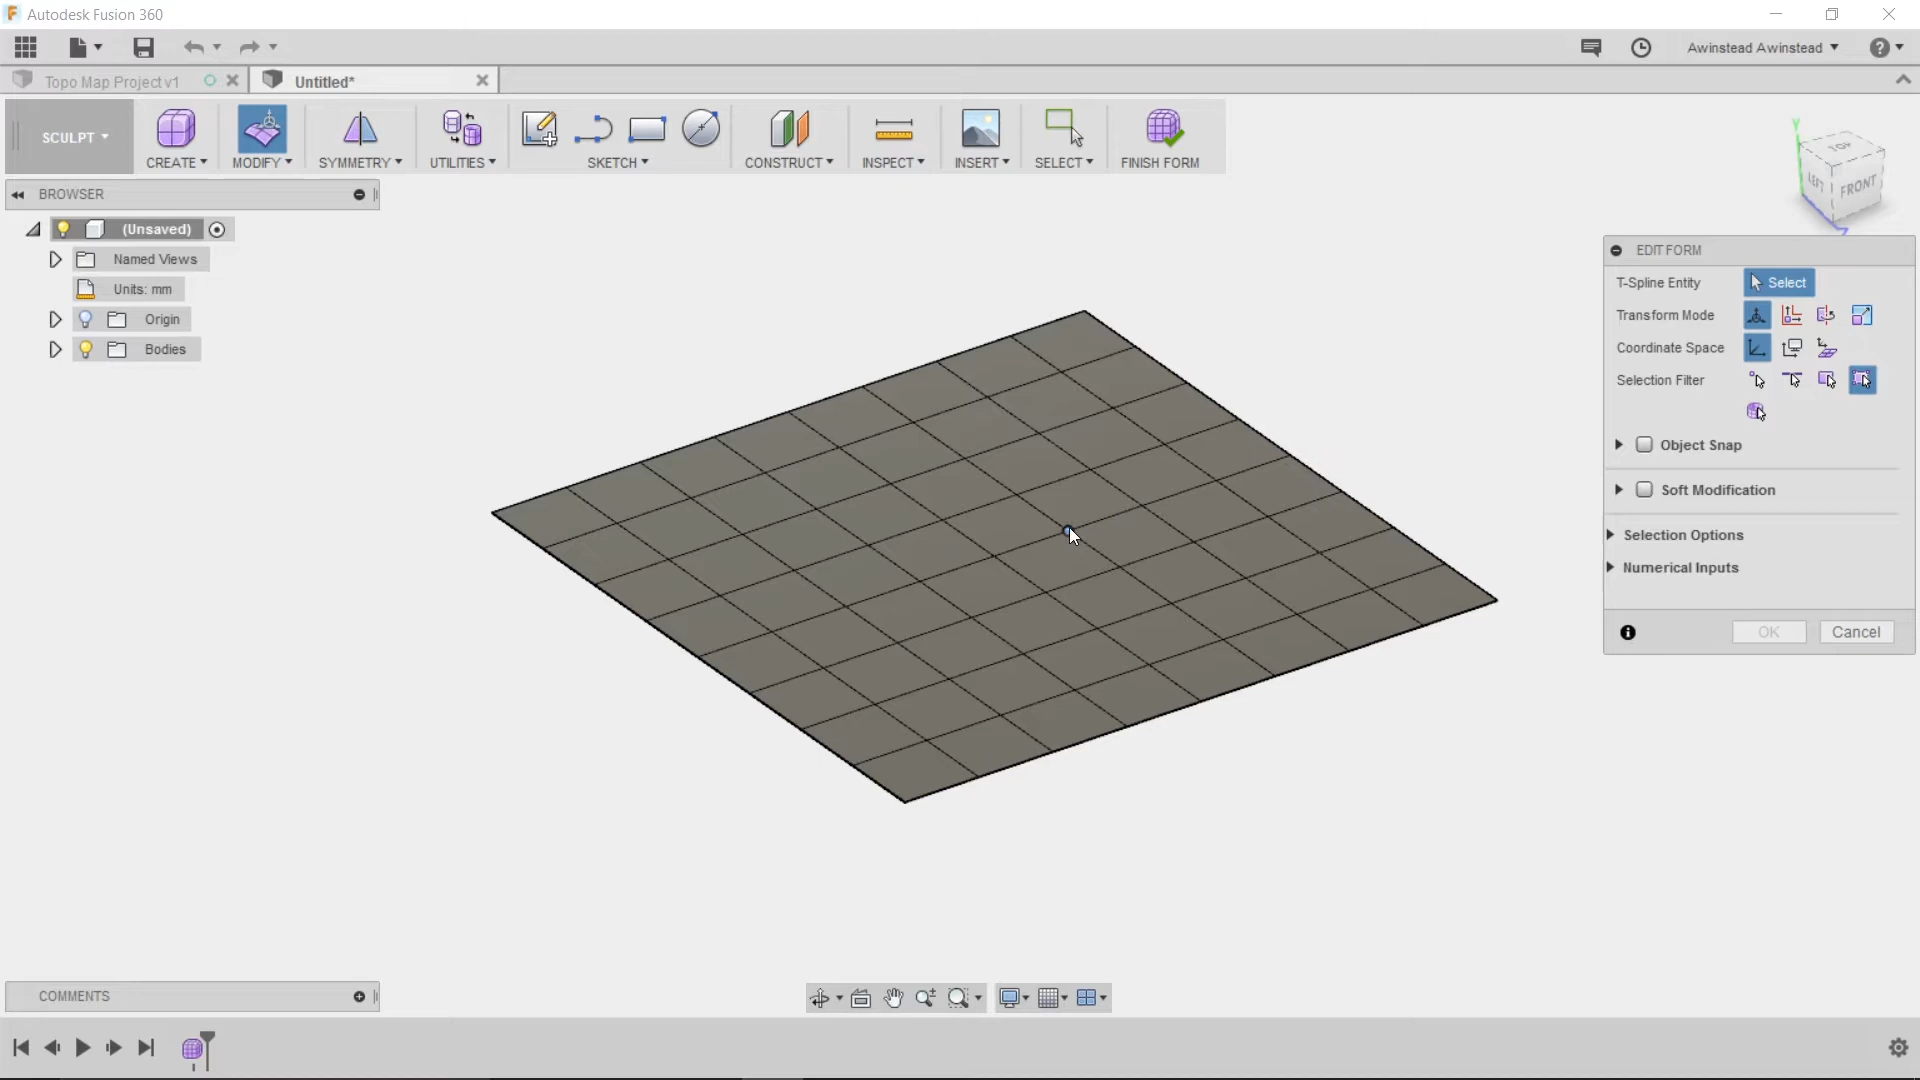 Autodesk Fusion 360
Awinstead Awinstead
Topo Map Project v1
Untitled*
SCULPT
CREATE
MODIFY
SYMMETRY
UTILITIES
SKETCH
CONSTRUCT
INSPECT
INSERT
SELECT
FINISH FORM
BROWSER
(Unsaved)
Named Views
Units: mm
Origin
Bodies
Y
TOP
LEFT
FRONT
Z
EDIT FORM
T-Spline Entity
Select
Transform Mode
Coordinate Space
Selection Filter
Object Snap
Soft Modification
Selection Options
Numerical Inputs
OK
Cancel
COMMENTS